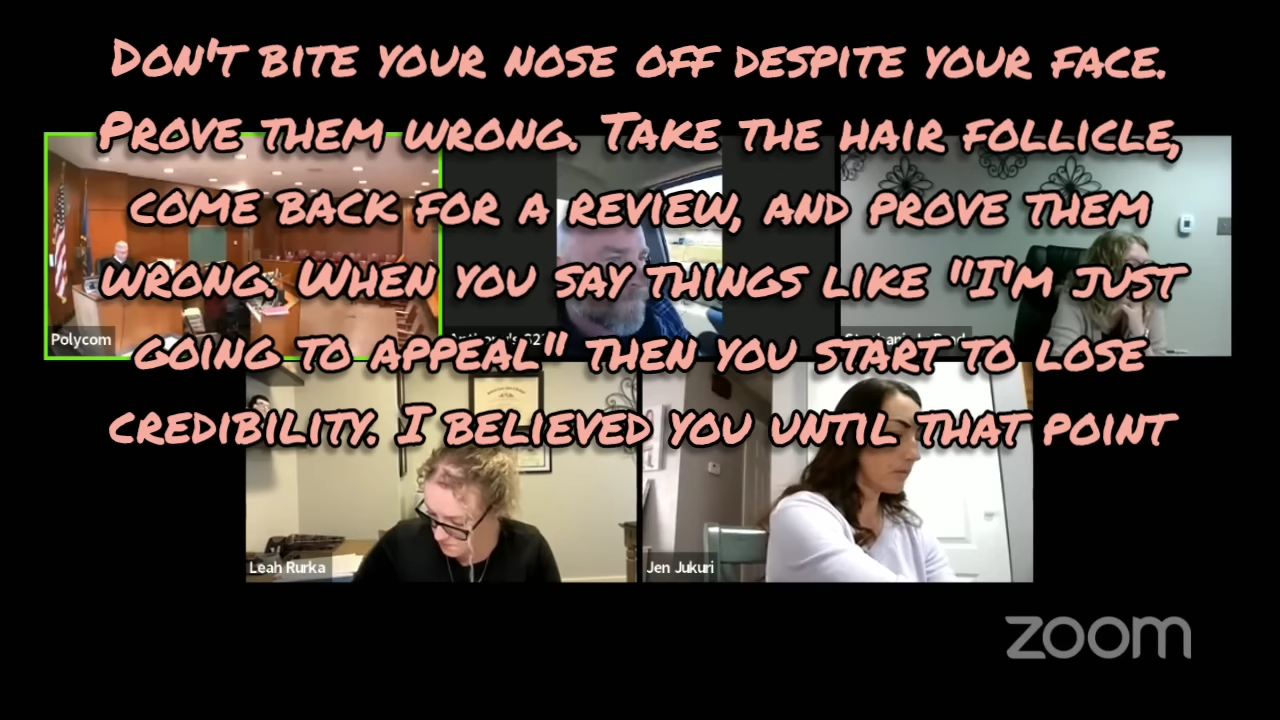 Don't bite your nose off despite your face.
Prove them wrong. Take the hair follicle,
come back for a review, and prove them
wrong. When you say things like "I'm just
going to appeal" then you start to lose
credibility. I believed you until that point
Polycom
Leah Rurka
Jen Jukuri
zoom